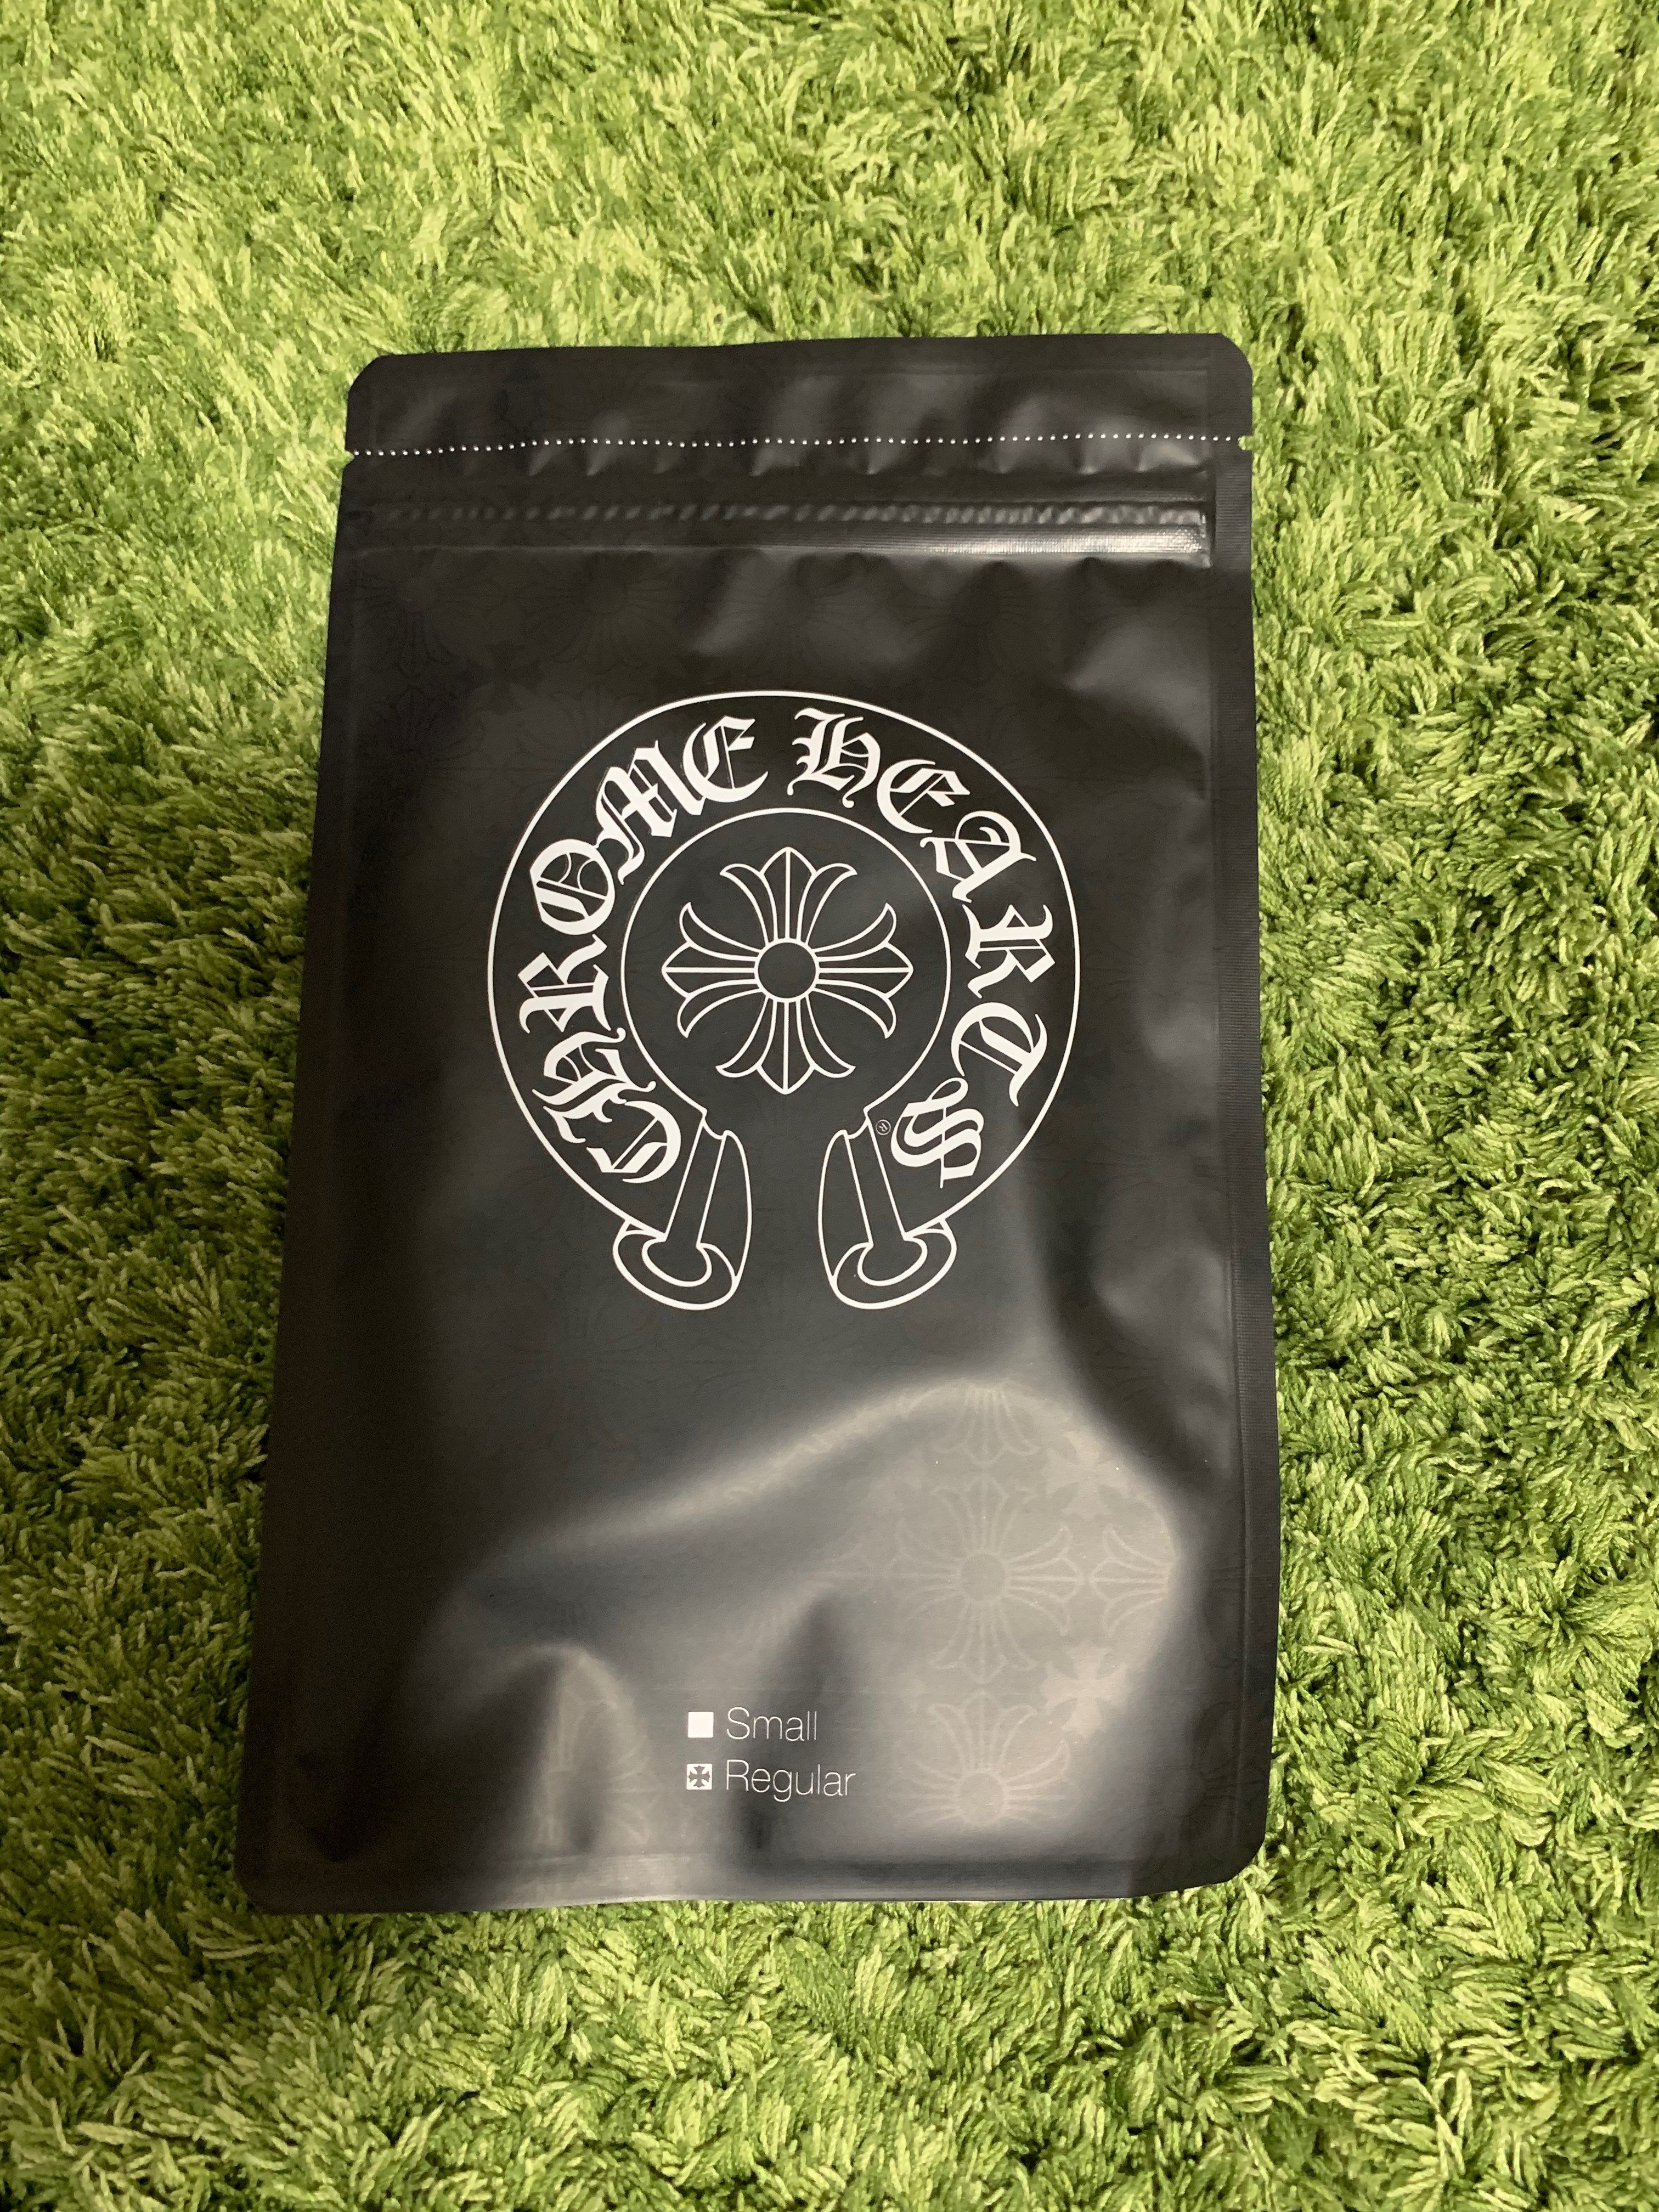 CHROME HEARTS
®
Small
Regular